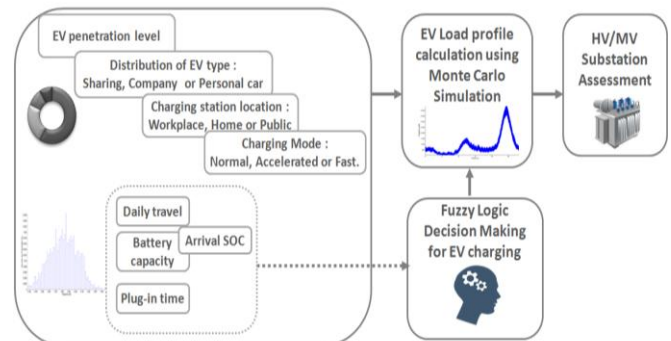 EV penetration level
Distribution of EV type :
Sharing, Company or Personal car
Charging station location :
Workplace, Home or Public
Charging Mode :
Normal, Accelerated or Fast.
Daily travel
Battery
capacity
Arrival SOC
Plug-in time
EV Load profile
calculation using
Monte Carlo
Simulation
HV/MV
Substation
Assessment
Fuzzy Logic
Decision Making
for EV charging